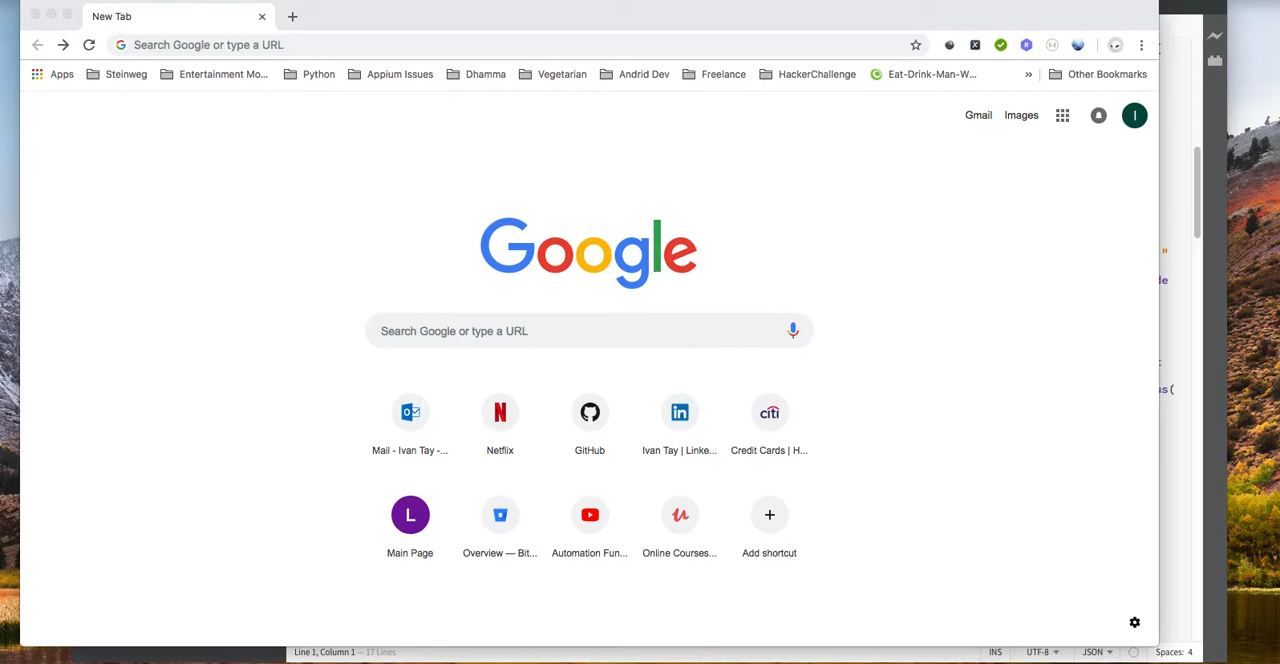 New Tab
Search Google or type a URL
Apps Steinweg Entertainment Mo... Python Appium Issues Dhamma Vegetarian Andrid Dev Freelance HackerChallenge Eat-Drink-Man-W... » Other Bookmarks
Gmail Images I
Google
Search Google or type a URL
Mail - Ivan Tay -... Netflix GitHub Ivan Tay | Linke... Credit Cards | H...
L
Main Page Overview — Bit... Automation Fun... Online Courses... Add shortcut
Line 1, Column 1 — 17 Lines INS UTF-8 JSON Spaces: 4